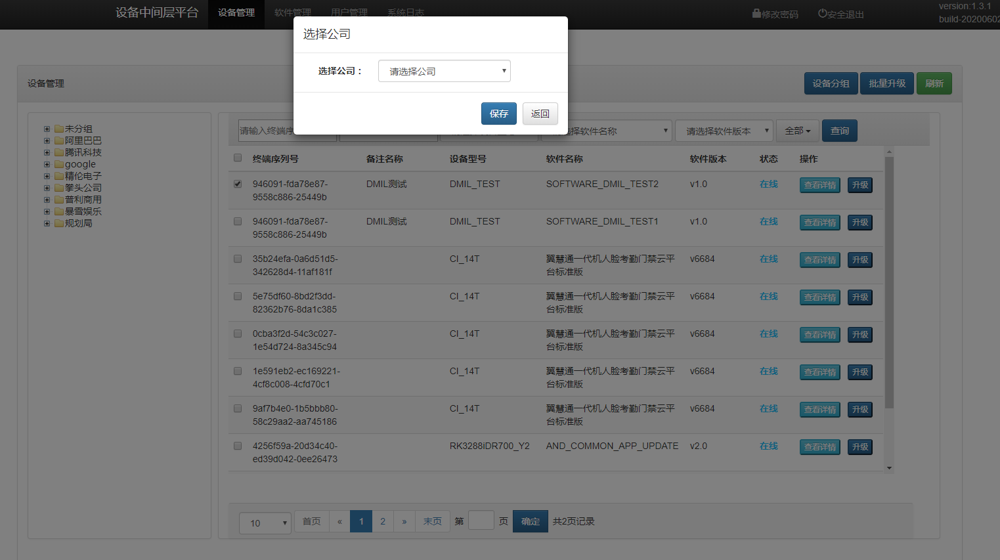 设备中间层平台 设备管理 软件管理 用户管理 系统日志 修改密码 安全退出 version:1.3.1
build-20200602
选择公司
选择公司： 请选择公司
保存 返回
设备管理 设备分组 批量升级 刷新
未分组
阿里巴巴
腾讯科技
google
精伦电子
拳头公司
普利商用
暴雪娱乐
规划局
请输入终端序 择软件名称 请选择软件版本 全部 查询
终端序列号 备注名称 设备型号 软件名称 软件版本 状态 操作
946091-fda78e87- DMIL测试 DMIL_TEST SOFTWARE_DMIL_TEST2 v1.0 在线 查看详情 升级
9558c886-25449b
946091-fda78e87- DMIL测试 DMIL_TEST SOFTWARE_DMIL_TEST1 v1.0 在线 查看详情 升级
9558c886-25449b
35b24efa-0a6d51d5- CI_14T 翼慧通一代机人脸考勤门禁云平 v6684 在线 查看详情 升级
342628d4-11af181f 台标准版
5e75df60-8bd2f3dd- CI_14T 翼慧通一代机人脸考勤门禁云平 v6684 在线 查看详情 升级
82362b76-8da1c385 台标准版
0cba3f2d-54c3c027- CI_14T 翼慧通一代机人脸考勤门禁云平 v6684 在线 查看详情 升级
1e54d724-8a345c94 台标准版
1e591eb2-ec169221- CI_14T 翼慧通一代机人脸考勤门禁云平 v6684 在线 查看详情 升级
4cf8c008-4cfd70c1 台标准版
9af7b4e0-1b5bbb80- CI_14T 翼慧通一代机人脸考勤门禁云平 v6684 在线 查看详情 升级
58c29aa2-aa745186 台标准版
4256f59a-20d34c40- RK3288iDR700_Y2 AND_COMMON_APP_UPDATE v2.0 在线 查看详情 升级
ed39d042-0ee26473
10 首页 « 1 2 » 末页 第 页 确定 共2页记录